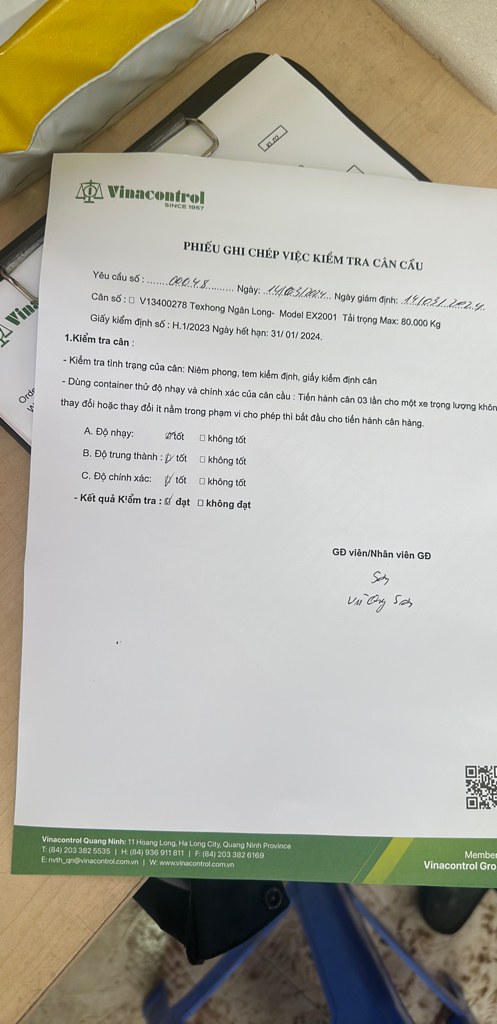 Vinacontrol
SINCE 1957
PHIẾU GHI CHÉP VIỆC KIỂM TRA CÂN CẨU
Yêu cầu số : ......00048......... Ngày: .14/03/2024... Ngày giám định: .14/03/.2024.
Cân số : □ V13400278 Texhong Ngân Long- Model EX2001 Tải trọng Max: 80.000 Kg
Giấy kiểm định số : H.1/2023 Ngày hết hạn: 31/ 01/ 2024.
1.Kiểm tra cân :
- Kiểm tra tình trạng của cân: Niêm phong, tem kiểm định, giấy kiểm định cân
- Dùng container thử độ nhạy và chính xác của cân cẩu : Tiến hành cân 03 lần cho một xe trọng lượng khôn
thay đổi hoặc thay đổi ít nằm trong phạm vi cho phép thì bắt đầu cho tiến hành cân hàng.
A. Độ nhạy: ☑ tốt □ không tốt
B. Độ trung thành : ☑ tốt □ không tốt
C. Độ chính xác: ☑ tốt □ không tốt
- Kết quả Kiểm tra : ☑ đạt □ không đạt
GĐ viên/Nhân viên GĐ
Sơn
Sơn
Vinacontrol Quang Ninh: 11 Hoang Long, Ha Long City, Quang Ninh Province
T: (84) 203 382 5535 | H: (84) 936 911 811 | F: (84) 203 382 6169
E: nvth_qn@vinacontrol.com.vn | W: www.vinacontrol.com.vn
Member
Vinacontrol Gro
Vin
Orde